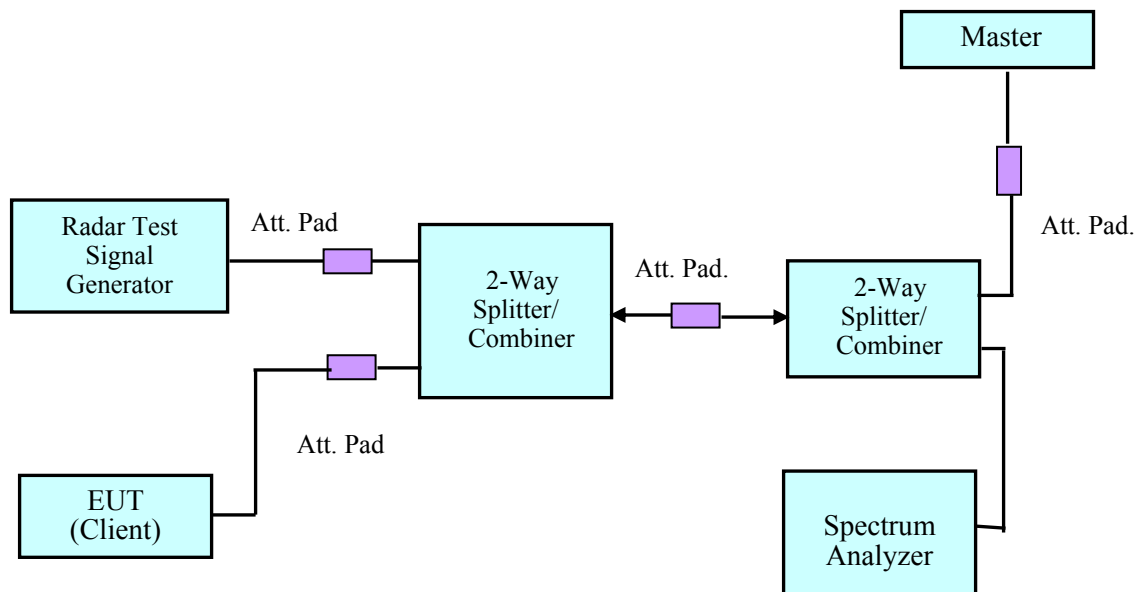 Master
Att. Pad.
Radar Test
Signal
Generator
Att. Pad
2-Way
Splitter/
Combiner
Att. Pad.
2-Way
Splitter/
Combiner
Att. Pad
EUT
(Client)
Spectrum
Analyzer